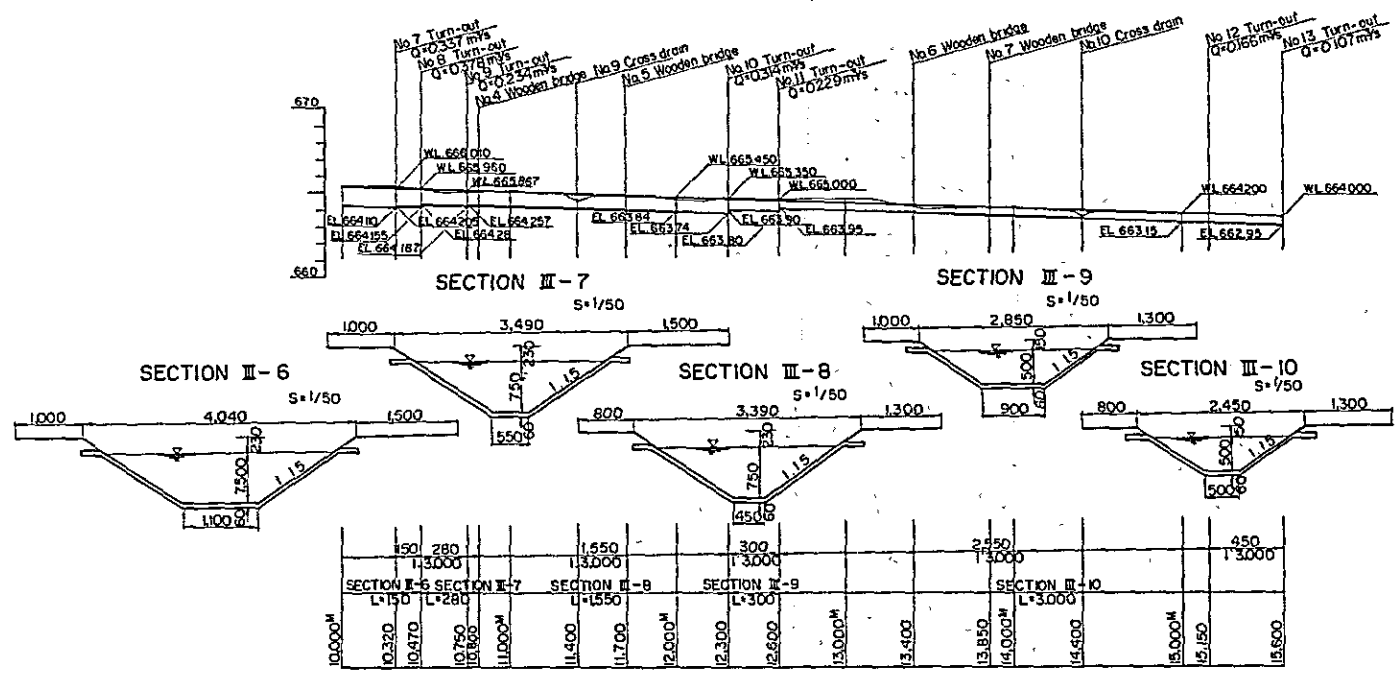 No 7 Turn-out
Q=0.337 m³/s
No 8 Turn-out
Q=0.378 m³/s
No 9 Turn-out
Q=0.234 m³/s
No 4 Wooden bridge
No 9 Cross drain
No.5 Wooden bridge
No 10 Turn-out
Q=0.314 m³/s
No 11 Turn-out
Q=0.229 m³/s
No 6 Wooden bridge
No 7 Wooden bridge
No 10 Cross drain
No 12 Turn-out
Q=0.166 m³/s
No 13 Turn-out
Q=0.107 m³/s
670
660
WL 666.010
WL 665.960
WL 665.867
WL 665.450
WL 665.350
WL 665.000
WL 664.200
WL 664.000
EL 664.110
EL 664.205
EL 664.257
EL 664.155
EL 664.28
EL 664.187
EL 663.84
EL 663.74
EL 663.80
EL 663.90
EL 663.95
EL 663.15
EL 662.95
SECTION III-7
S=1/50
1,000 3,490 1,500
230
750
1:1.5
60
550
SECTION III-9
S=1/50
1,000 2,850 1,300
150
500
1:1.5
60
900
SECTION III-6
S=1/50
1,000 4,040 1,500
230
7,500
1:1.5
60
1,100
SECTION III-8
S=1/50
800 3,390 1,300
230
750
1:1.5
60
450
SECTION III-10
S=1/50
800 2,450 1,300
150
500
1:1.5
60
500
150 280 1,550 300 2,550 450
1:3,000 1:3,000 1:3,000 1:3,000 1:3,000
SECTION III-6 SECTION III-7 SECTION III-8 SECTION III-9 SECTION III-10
L=150 L=280 L=1,550 L=300 L=3,000
10,000M 10,320 10,470 10,750 10,800 11,000M 11,400 11,700 12,000M 12,300 12,600 13,000M 13,400 13,850 14,000M 14,400 15,000M 15,150 15,600